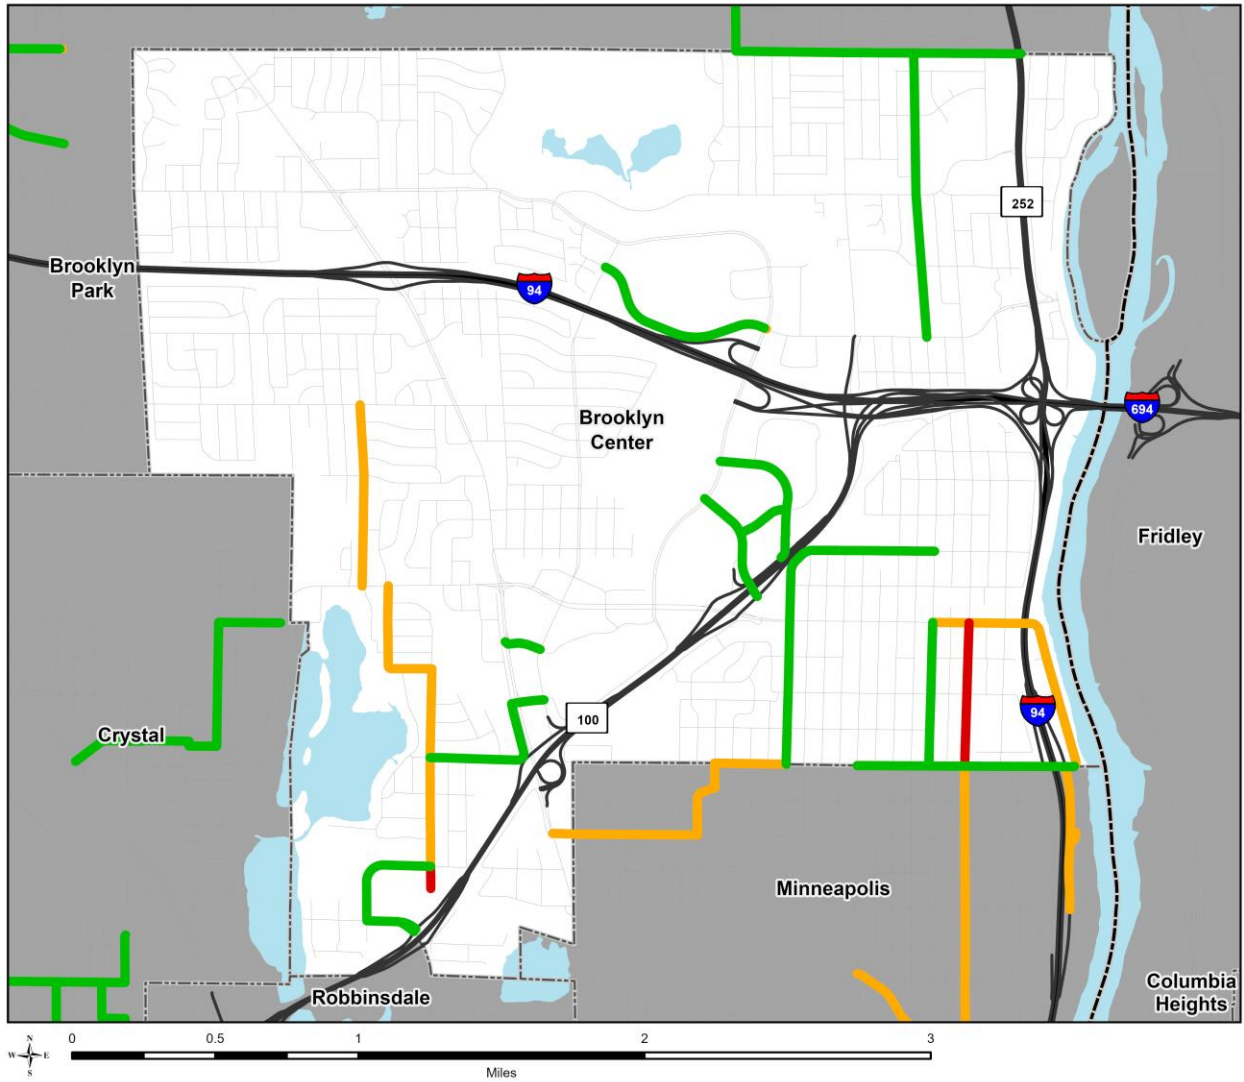 252
Brooklyn
Park
94
Brooklyn
Center
694
Fridley
Crystal
100
94
Minneapolis
Robbinsdale
Columbia
Heights
N
W E
S
0 0.5 1 2 3
Miles